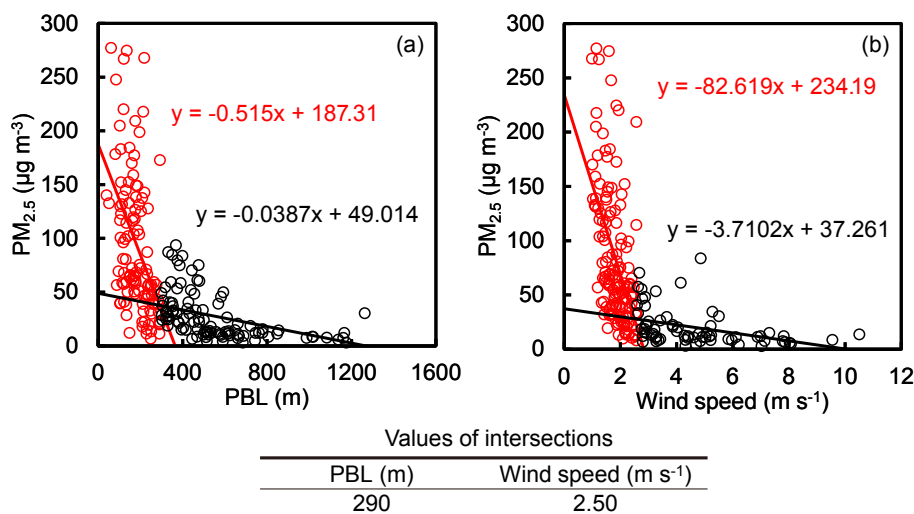 (a)
300
250
200
150
100
50
0
PM2.5 (µg m-3)
y = -0.515x + 187.31
y = -0.0387x + 49.014
0 400 800 1200 1600
PBL (m)
(b)
300
250
200
150
100
50
0
PM2.5 (µg m-3)
y = -82.619x + 234.19
y = -3.7102x + 37.261
0 2 4 6 8 10 12
Wind speed (m s-1)
Values of intersections
PBL (m) Wind speed (m s-1)
290 2.50